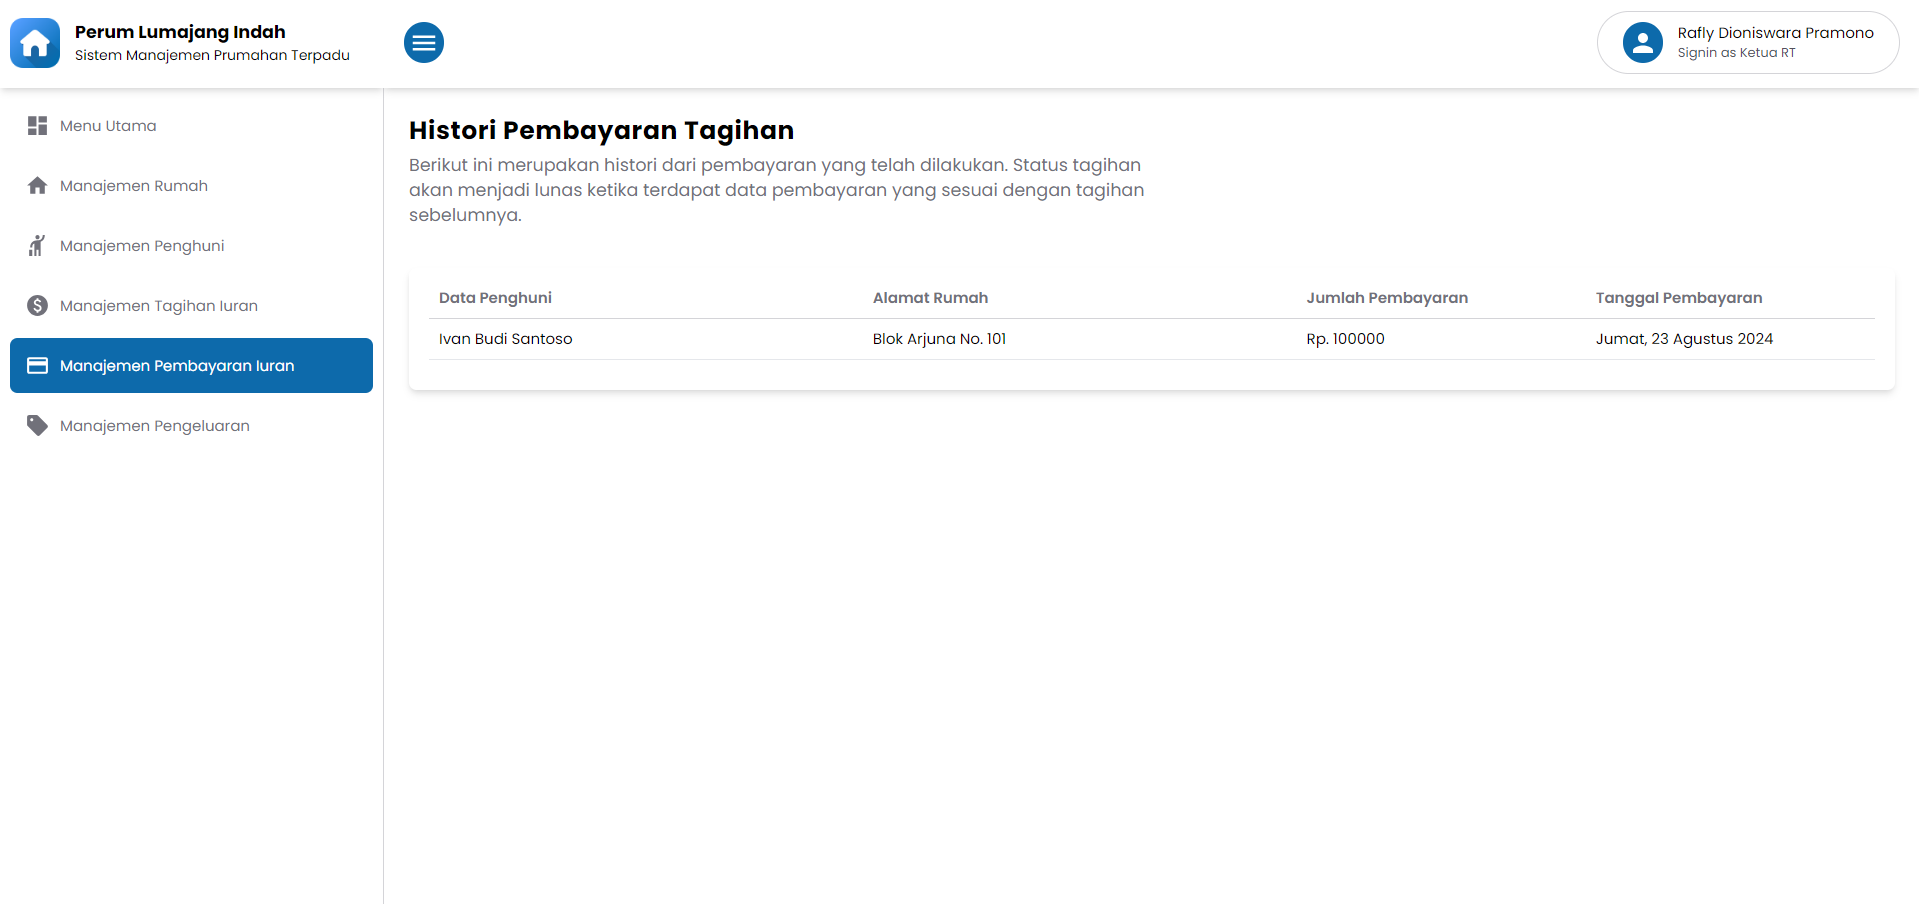 Perum Lumajang Indah
Sistem Manajemen Prumahan Terpadu
Rafly Dioniswara Pramono
Signin as Ketua RT
Menu Utama
Manajemen Rumah
Manajemen Penghuni
Manajemen Tagihan Iuran
Manajemen Pembayaran Iuran
Manajemen Pengeluaran
Histori Pembayaran Tagihan
Berikut ini merupakan histori dari pembayaran yang telah dilakukan. Status tagihan
akan menjadi lunas ketika terdapat data pembayaran yang sesuai dengan tagihan
sebelumnya.
Data Penghuni Alamat Rumah Jumlah Pembayaran Tanggal Pembayaran
Ivan Budi Santoso Blok Arjuna No. 101 Rp. 100000 Jumat, 23 Agustus 2024